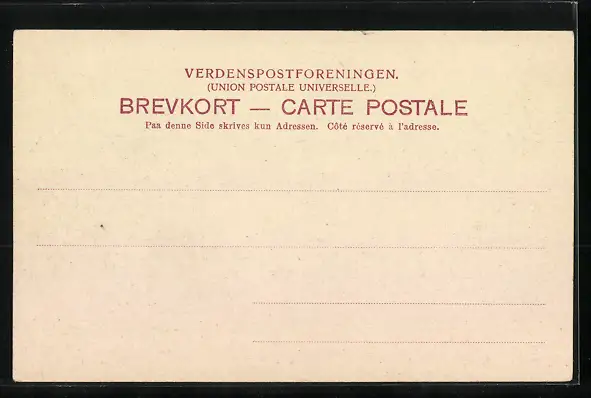 VERDENSPOSTFORENINGEN.
(UNION POSTALE UNIVERSELLE.)
BREVKORT — CARTE POSTALE
Paa denne Side skrives kun Adressen. Côté réservé à l'adresse.